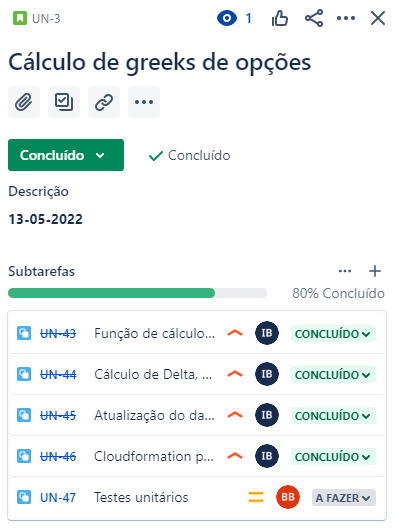 UN-3
1
Cálculo de greeks de opções
Concluído
Concluído
Descrição
13-05-2022
Subtarefas
80% Concluído
UN-43 Função de cálculo... IB CONCLUÍDO
UN-44 Cálculo de Delta, ... IB CONCLUÍDO
UN-45 Atualização do da... IB CONCLUÍDO
UN-46 Cloudformation p... IB CONCLUÍDO
UN-47 Testes unitários BB A FAZER